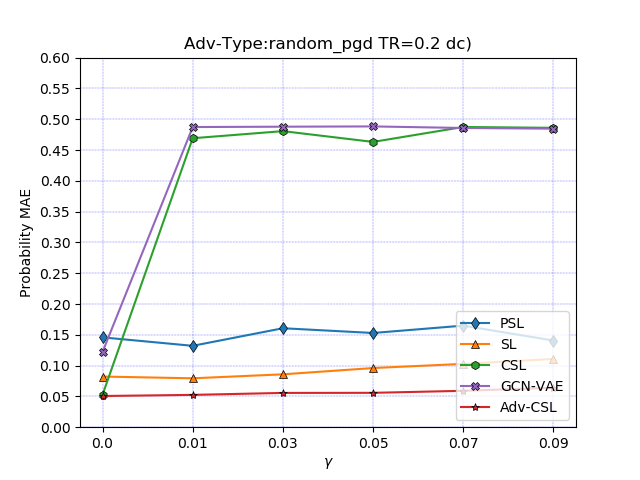 Adv-Type:random_pgd TR=0.2 dc)
Probability MAE
0.60
0.55
0.50
0.45
0.40
0.35
0.30
0.25
0.20
0.15
0.10
0.05
0.00
PSL
SL
CSL
GCN-VAE
Adv-CSL
0.0 0.01 0.03 0.05 0.07 0.09
γ